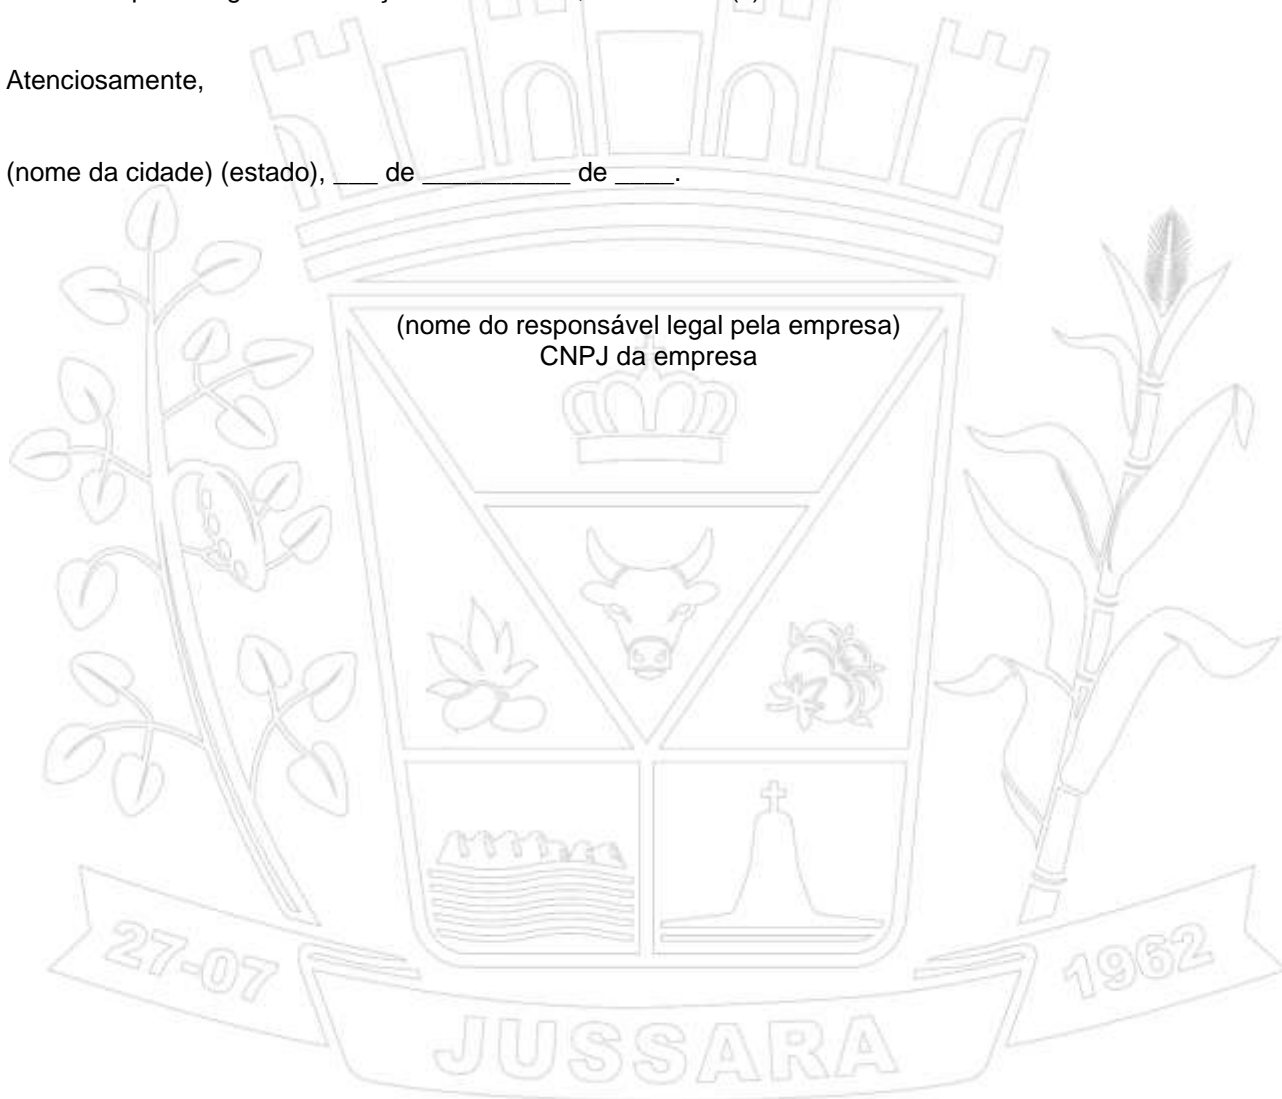 Atenciosamente,
(nome da cidade) (estado), ___ de __________ de ____.
(nome do responsável legal pela empresa)
CNPJ da empresa
27-07
1962
JUSSARA